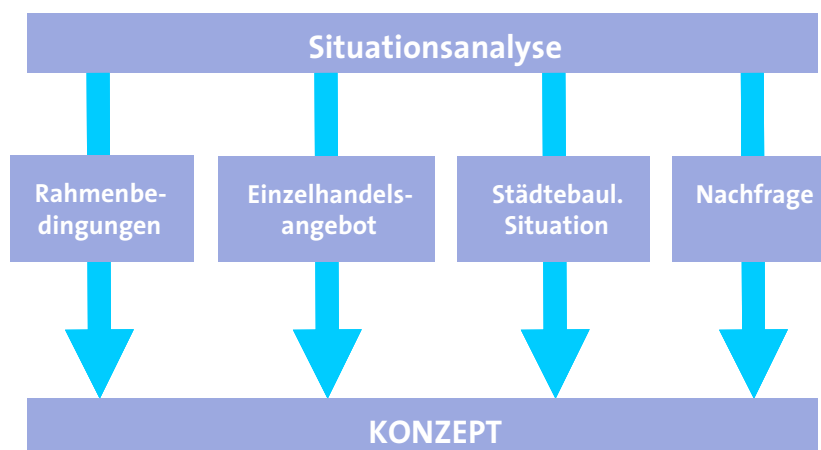 Situationsanalyse
Rahmenbe-
dingungen
Einzelhandels-
angebot
Städtebaul.
Situation
Nachfrage
KONZEPT